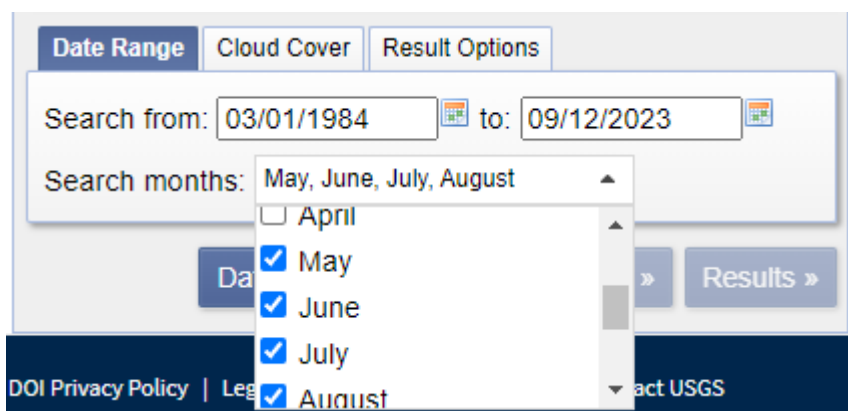 Date Range Cloud Cover Result Options
Search from: 03/01/1984 to: 09/12/2023
Search months: May, June, July, August
April
May
Da » Results »
June
July
DOI Privacy Policy | Leg act USGS
August